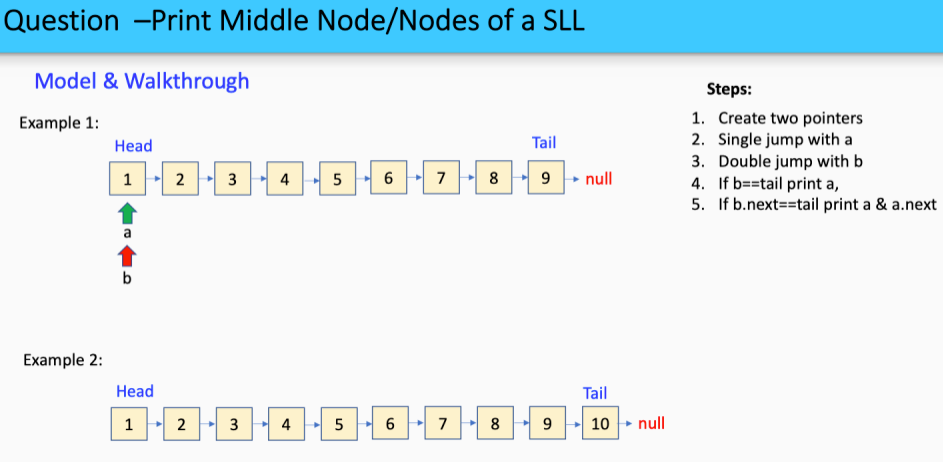 Question –Print Middle Node/Nodes of a SLL
Model & Walkthrough
Example 1:
Head
Tail
1 2 3 4 5 6 7 8 9 null
a
b
Steps:
1. Create two pointers
2. Single jump with a
3. Double jump with b
4. If b==tail print a,
5. If b.next==tail print a & a.next
Example 2:
Head
Tail
1 2 3 4 5 6 7 8 9 10 null